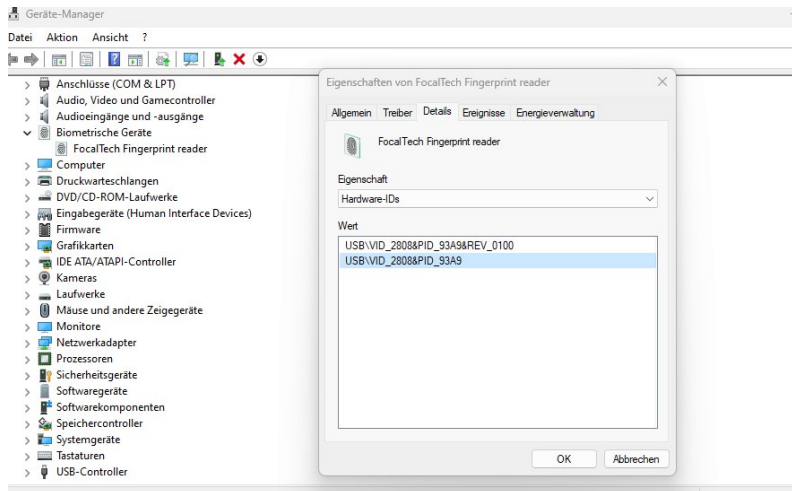 Geräte-Manager
Datei Aktion Ansicht ?
Anschlüsse (COM & LPT)
Audio, Video und Gamecontroller
Audioeingänge und -ausgänge
Biometrische Geräte
FocalTech Fingerprint reader
Computer
Druckwarteschlangen
DVD/CD-ROM-Laufwerke
Eingabegeräte (Human Interface Devices)
Firmware
Grafikkarten
IDE ATA/ATAPI-Controller
Kameras
Laufwerke
Mäuse und andere Zeigegeräte
Monitore
Netzwerkadapter
Prozessoren
Sicherheitsgeräte
Softwaregeräte
Softwarekomponenten
Speichercontroller
Systemgeräte
Tastaturen
USB-Controller
Eigenschaften von FocalTech Fingerprint reader
Allgemein Treiber Details Ereignisse Energieverwaltung
FocalTech Fingerprint reader
Eigenschaft
Hardware-IDs
Wert
USB\VID_2808&PID_93A9&REV_0100
USB\VID_2808&PID_93A9
OK Abbrechen